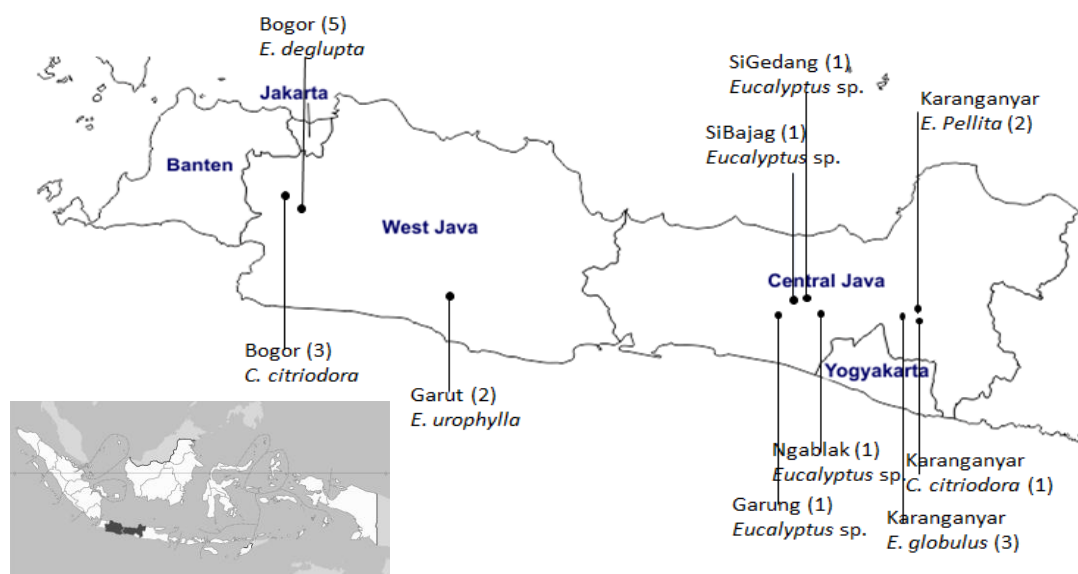 Bogor (5)
E. deglupta
Jakarta
Banten
West Java
Bogor (3)
C. citriodora
Garut (2)
E. urophylla
SiGedang (1)
Eucalyptus sp.
SiBajag (1)
Eucalyptus sp.
Karanganyar
E. Pellita (2)
Central Java
Yogyakarta
Ngablak (1)
Eucalyptus sp.
Garung (1)
Eucalyptus sp.
Karanganyar
C. citriodora (1)
Karanganyar
E. globulus (3)